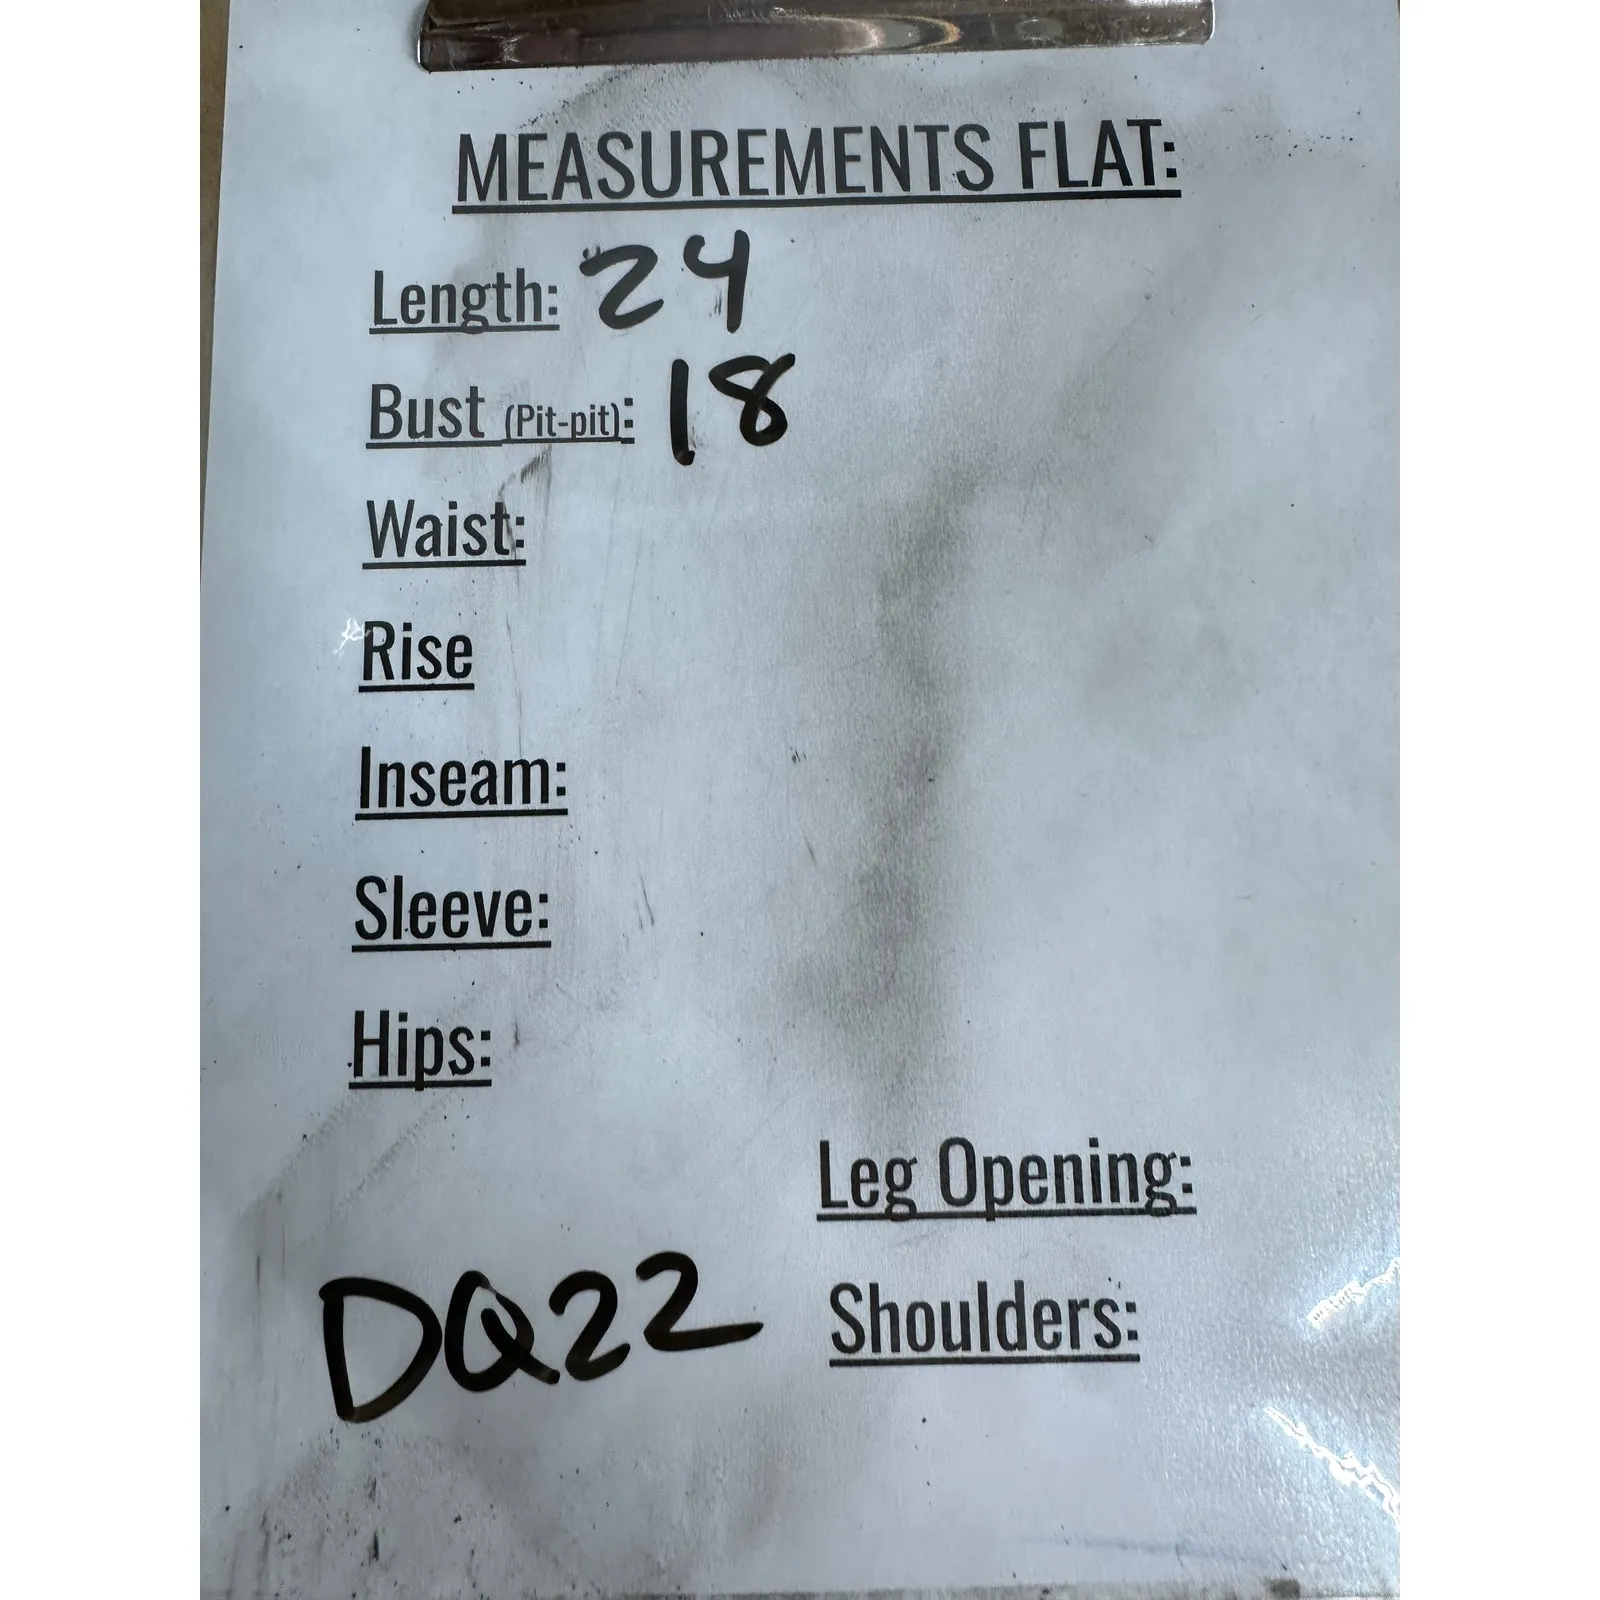 MEASUREMENTS FLAT:
Length: 24
Bust (Pit-pit): 18
Waist:
Rise
Inseam:
Sleeve:
Hips:
Leg Opening:
DQ22
Shoulders: